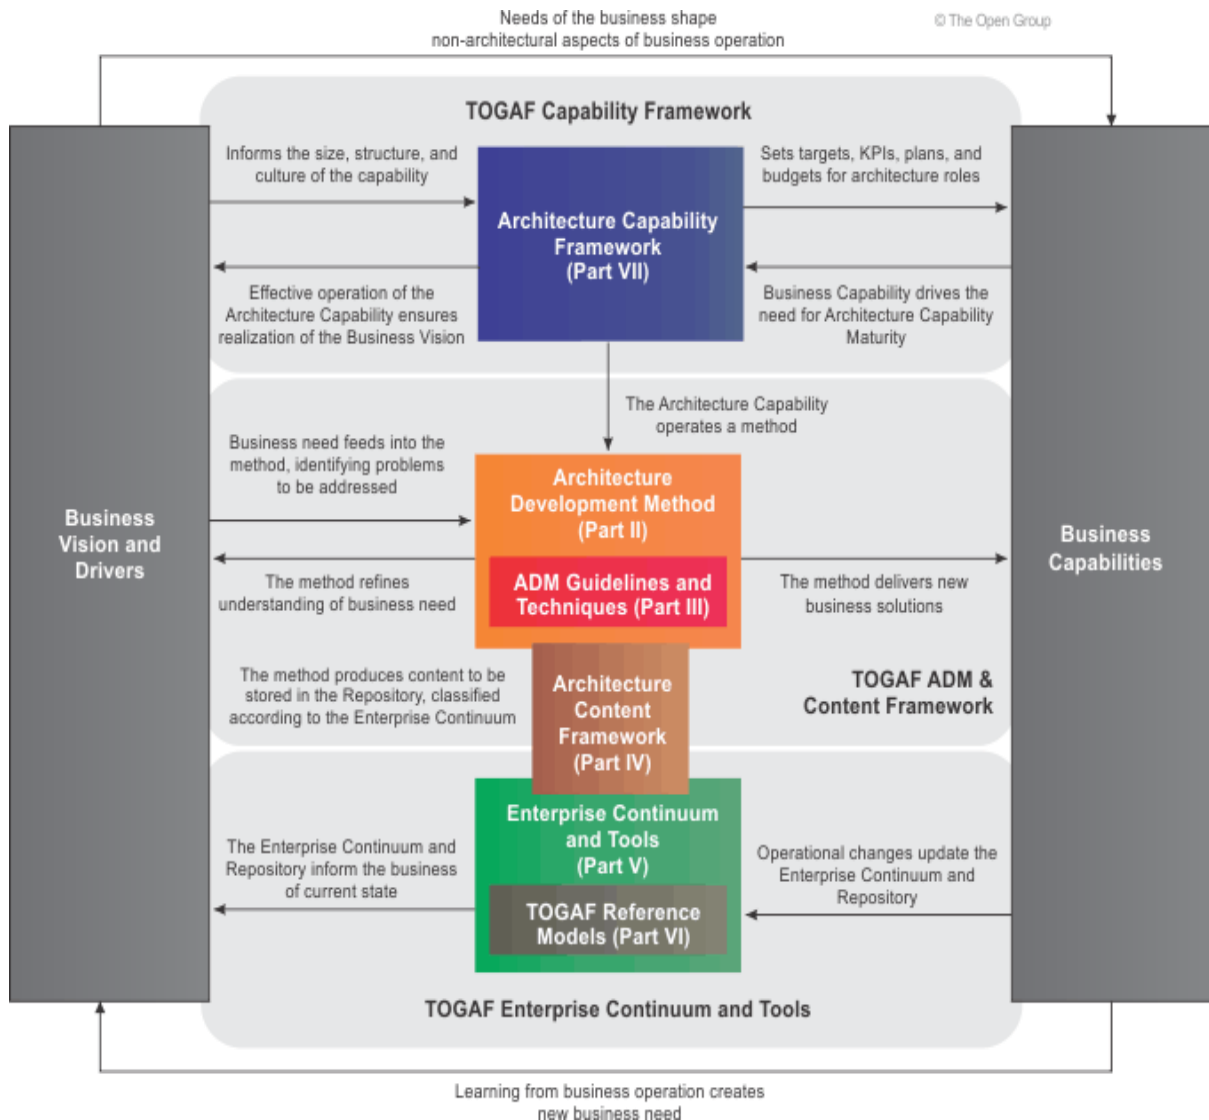 Needs of the business shape
non-architectural aspects of business operation
© The Open Group
TOGAF Capability Framework
Informs the size, structure, and
culture of the capability
Architecture Capability
Framework
(Part VII)
Sets targets, KPIs, plans, and
budgets for architecture roles
Effective operation of the
Architecture Capability ensures
realization of the Business Vision
Business Capability drives the
need for Architecture Capability
Maturity
The Architecture Capability
operates a method
Business need feeds into the
method, identifying problems
to be addressed
Architecture
Development Method
(Part II)
Business
Vision and
Drivers
Business
Capabilities
The method refines
understanding of business need
ADM Guidelines and
Techniques (Part III)
The method delivers new
business solutions
The method produces content to be
stored in the Repository, classified
according to the Enterprise Continuum
Architecture
Content
Framework
(Part IV)
TOGAF ADM &
Content Framework
Enterprise Continuum
and Tools
(Part V)
The Enterprise Continuum and
Repository inform the business
of current state
Operational changes update the
Enterprise Continuum and
Repository
TOGAF Reference
Models (Part VI)
TOGAF Enterprise Continuum and Tools
Learning from business operation creates
new business need